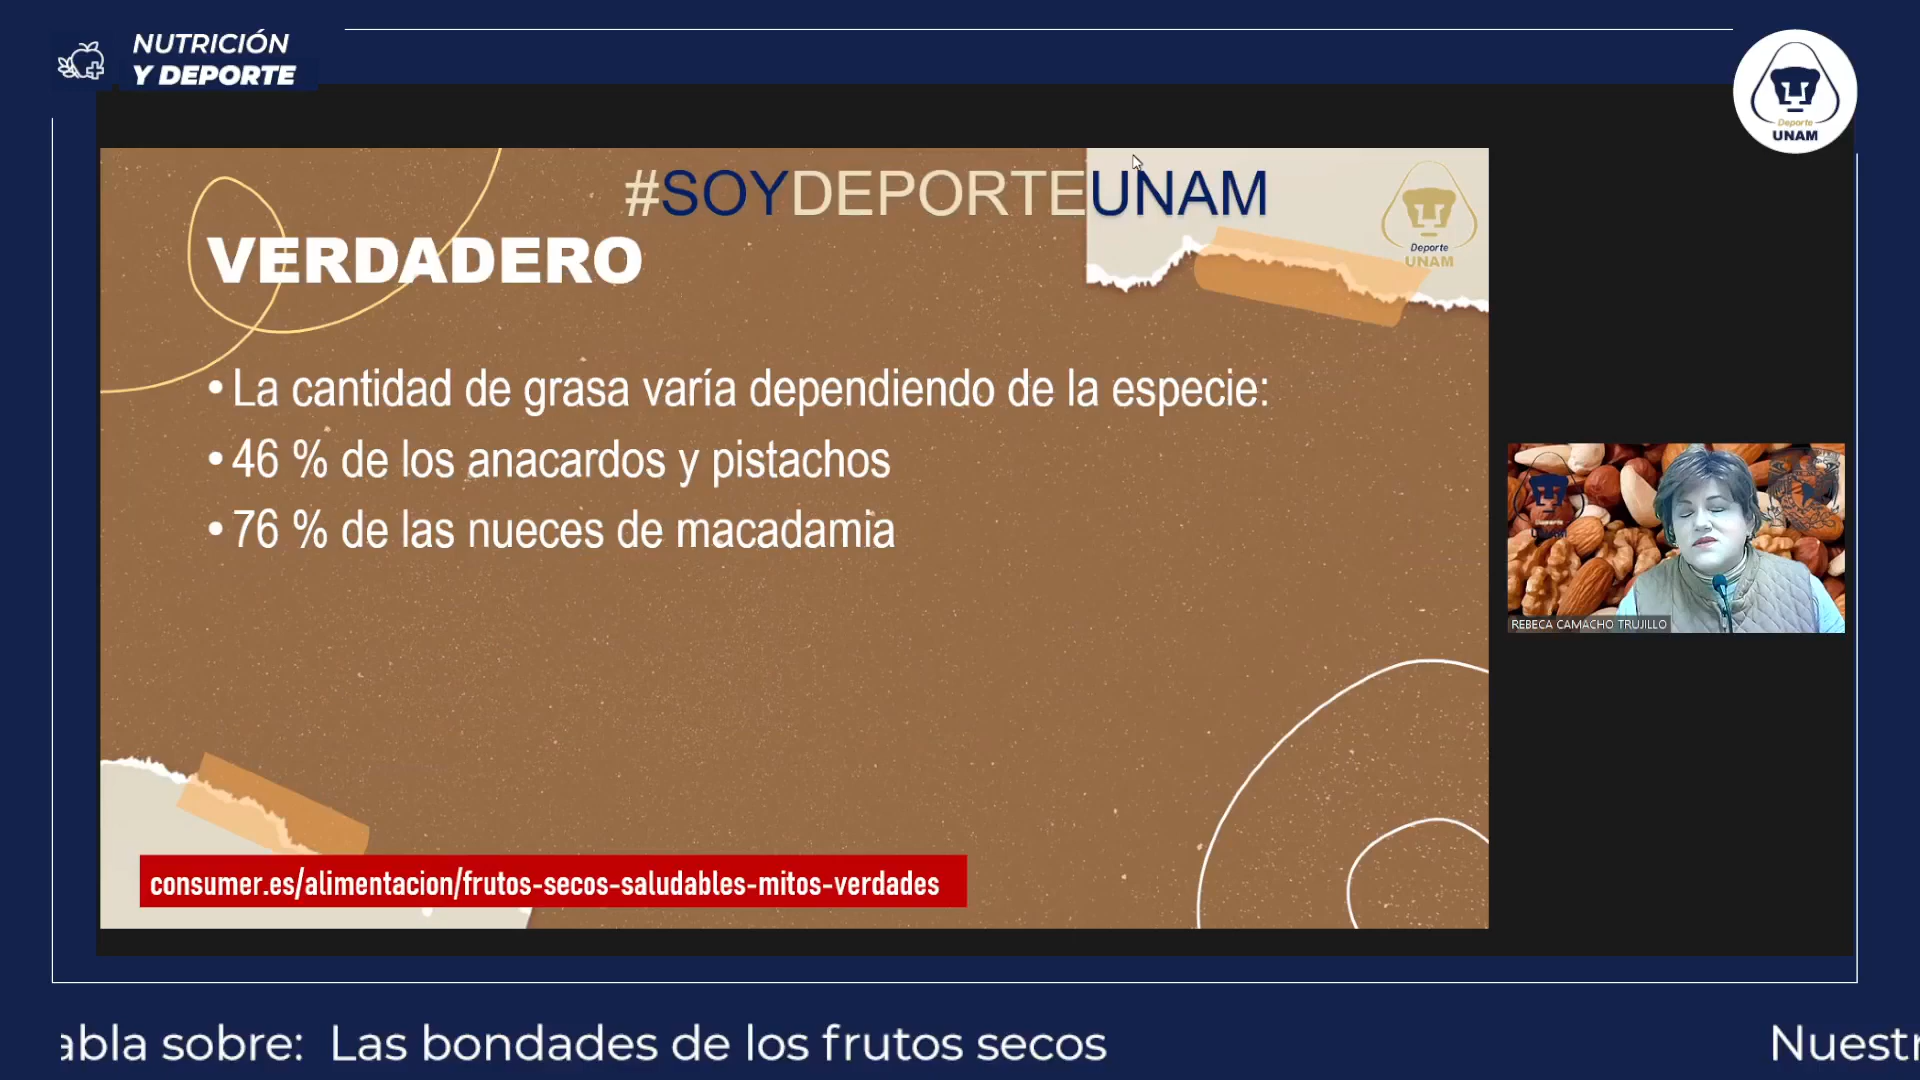 NUTRICIÓN
Y DEPORTE
Deporte
UNAM
#SOYDEPORTEUNAM
Deporte
UNAM
VERDADERO
• La cantidad de grasa varía dependiendo de la especie:
• 46 % de los anacardos y pistachos
• 76 % de las nueces de macadamia
REBECA CAMACHO TRUJILLO
consumer.es/alimentacion/frutos-secos-saludables-mitos-verdades
abla sobre: Las bondades de los frutos secos
Nuestr